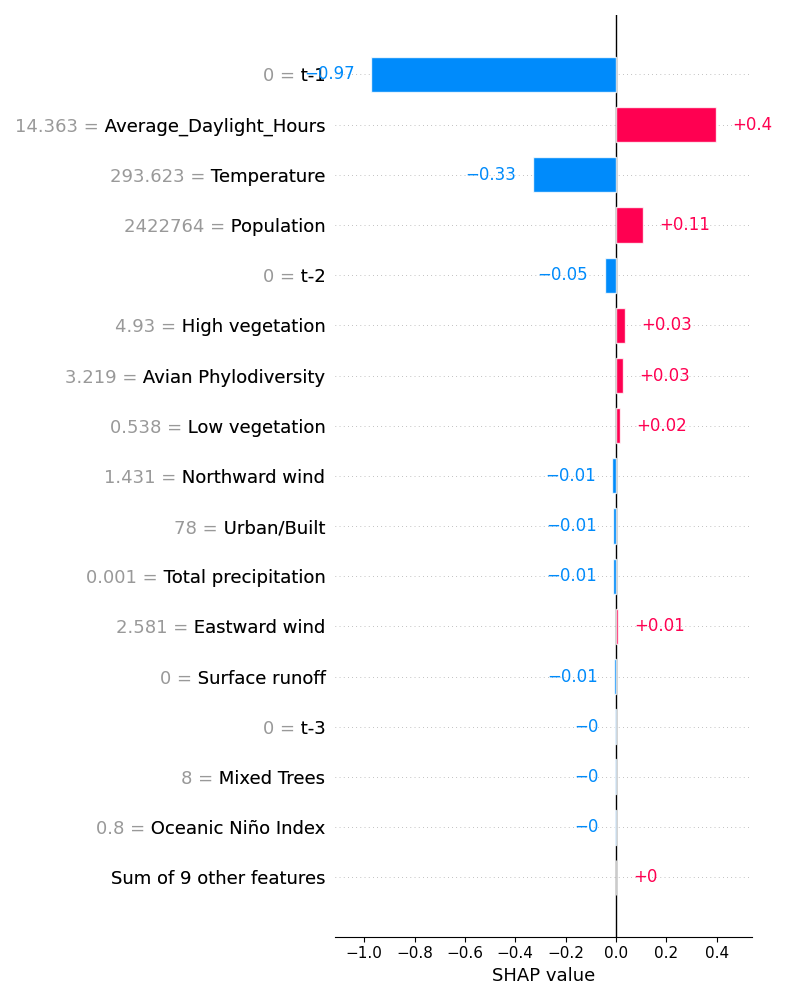 0 = t-1 −0.97
14.363 = Average_Daylight_Hours +0.4
293.623 = Temperature −0.33
2422764 = Population +0.11
0 = t-2 −0.05
4.93 = High vegetation +0.03
3.219 = Avian Phylodiversity +0.03
0.538 = Low vegetation +0.02
1.431 = Northward wind −0.01
78 = Urban/Built −0.01
0.001 = Total precipitation −0.01
2.581 = Eastward wind +0.01
0 = Surface runoff −0.01
0 = t-3 −0
8 = Mixed Trees −0
0.8 = Oceanic Niño Index −0
Sum of 9 other features +0
−1.0 −0.8 −0.6 −0.4 −0.2 0.0 0.2 0.4
SHAP value